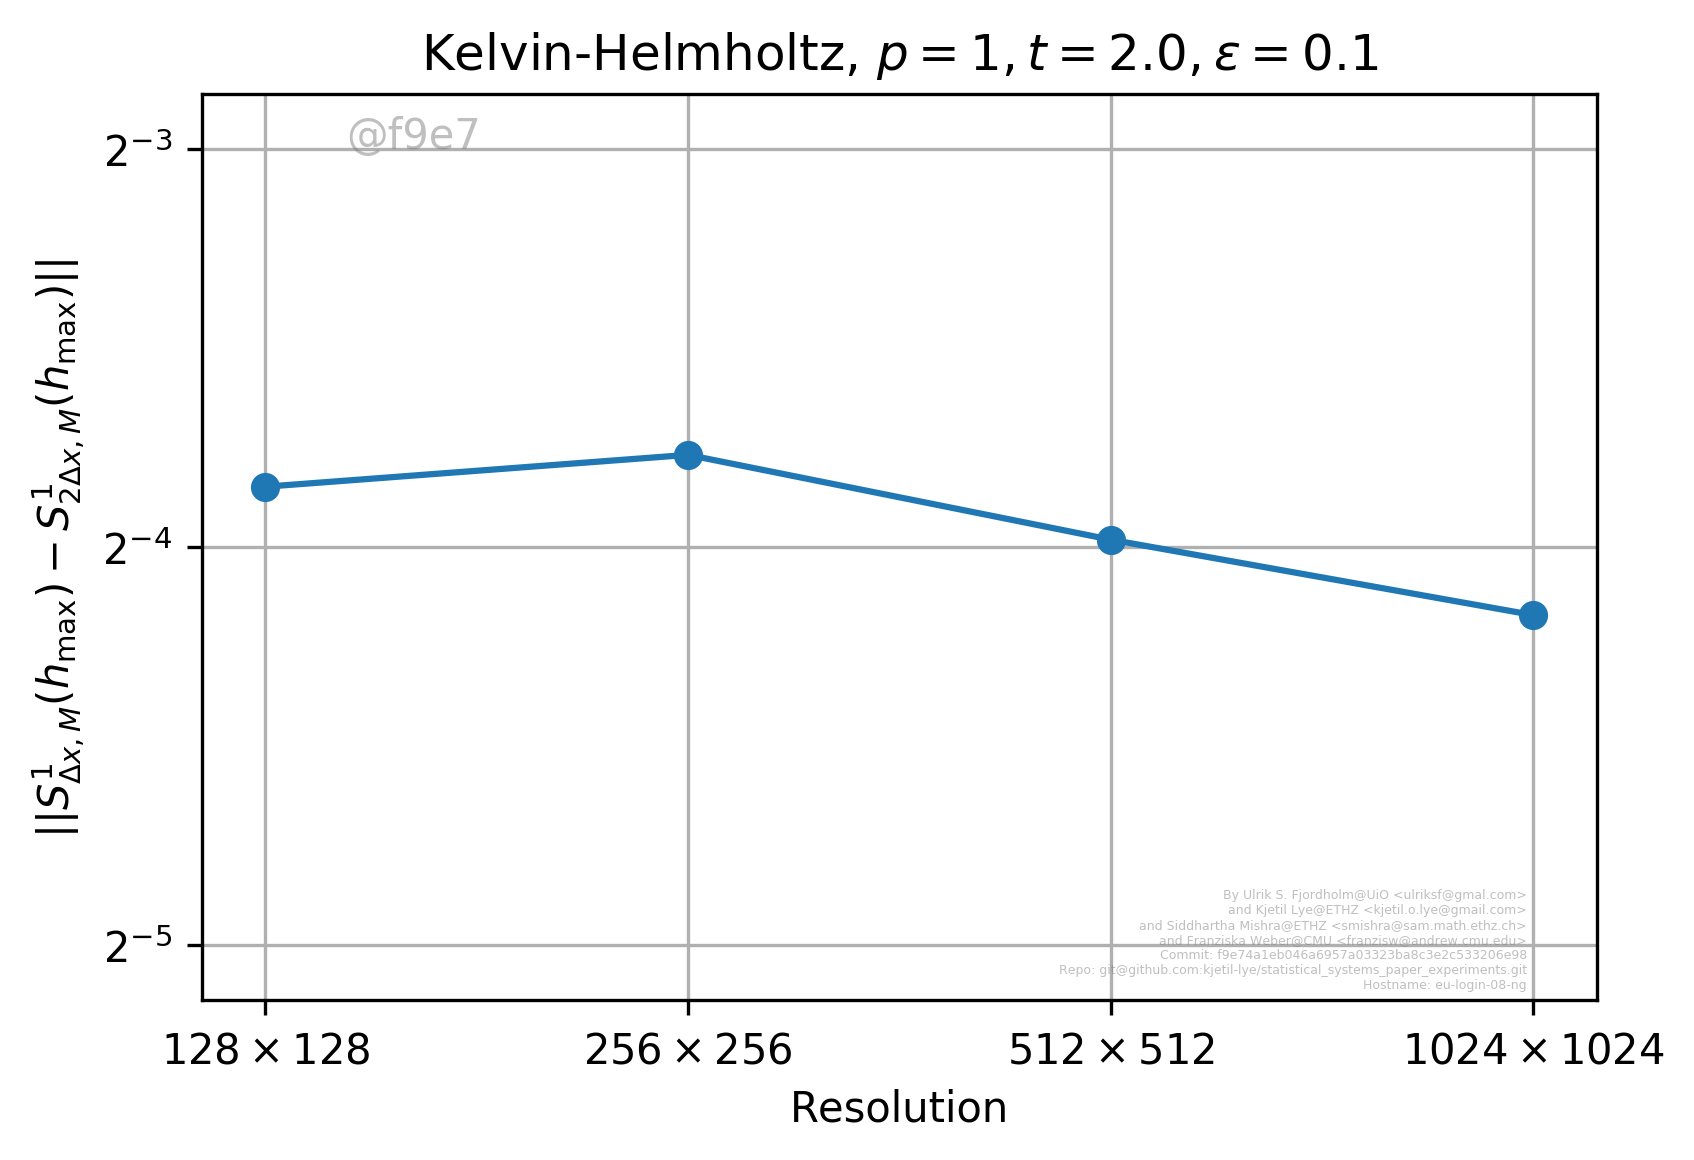 Kelvin-Helmholtz, p = 1, t = 2.0, ε = 0.1
@f9e7
2⁻³
2⁻⁴
2⁻⁵
||S¹_{Δx, M}(h_max) − S¹_{2Δx, M}(h_max)||
By Ulrik S. Fjordholm@UiO <ulriksf@gmal.com>
and Kjetil Lye@ETHZ <kjetil.o.lye@gmail.com>
and Siddhartha Mishra@ETHZ <smishra@sam.math.ethz.ch>
and Franziska Weber@CMU <franzisw@andrew.cmu.edu>
Commit: f9e74a1eb046a6957a03323ba8c3e2c533206e98
Repo: git@github.com:kjetil-lye/statistical_systems_paper_experiments.git
Hostname: eu-login-08-ng
128 × 128 256 × 256 512 × 512 1024 × 1024
Resolution